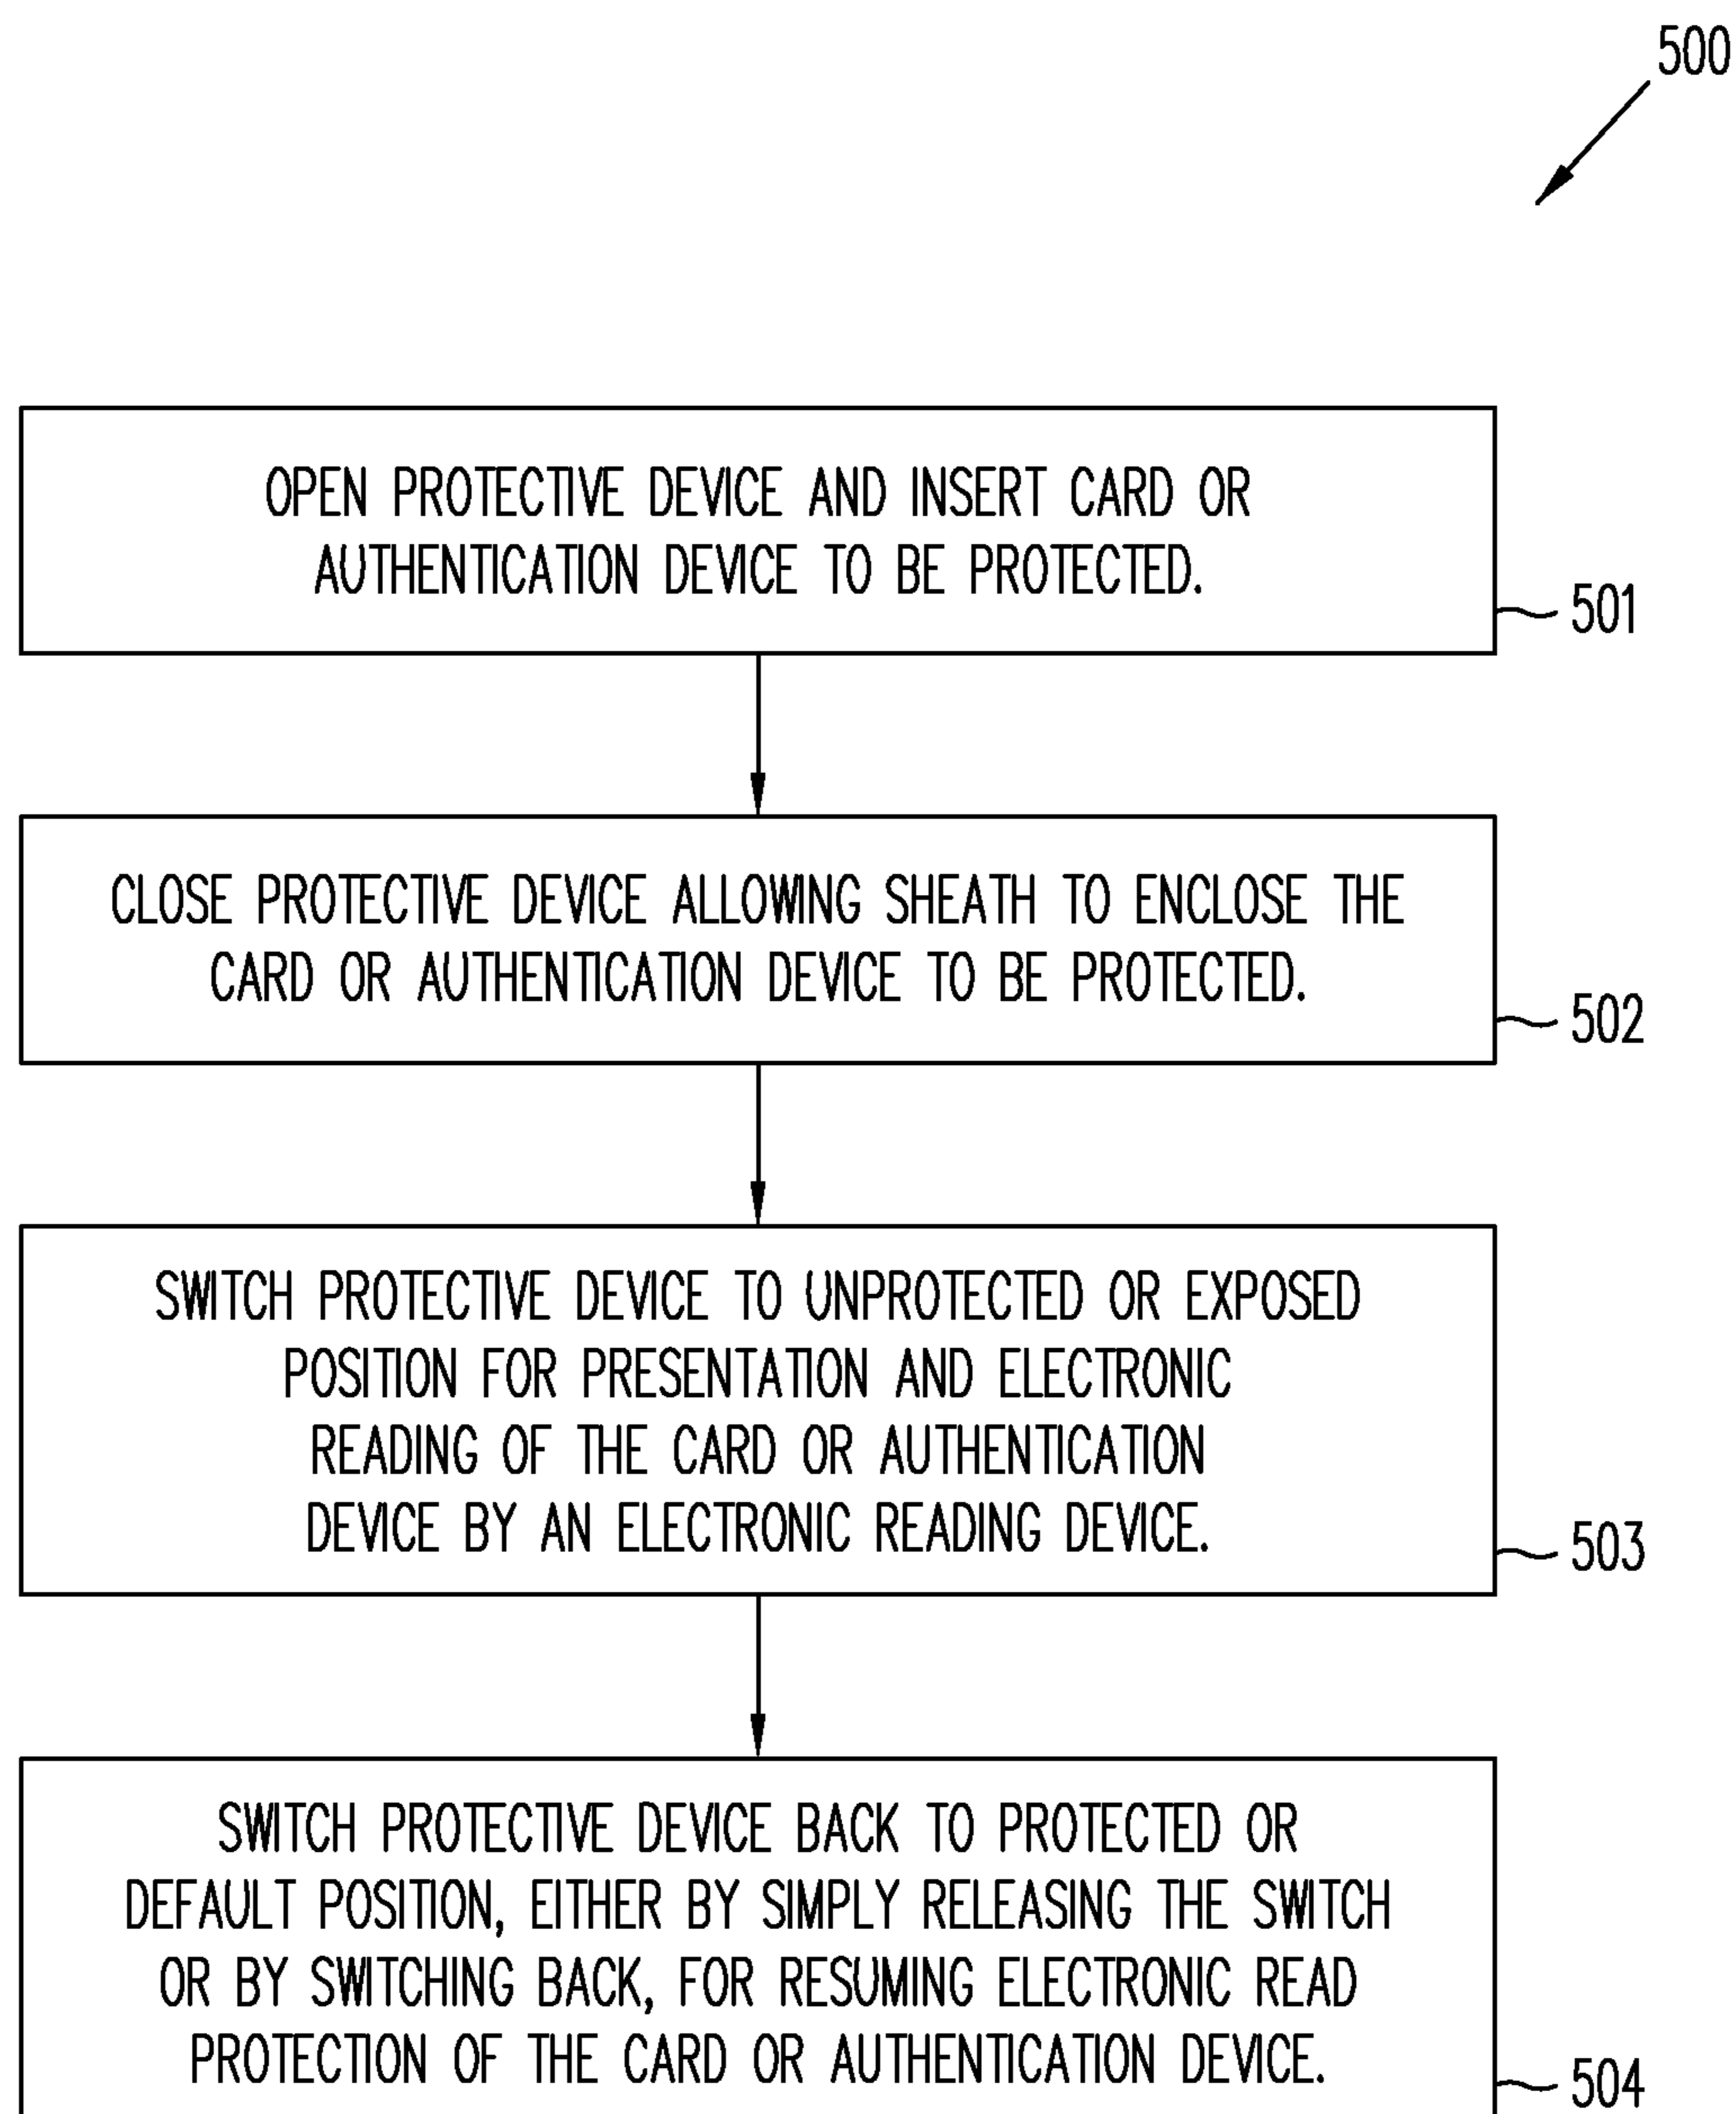 500
OPEN PROTECTIVE DEVICE AND INSERT CARD OR
AUTHENTICATION DEVICE TO BE PROTECTED.
501
CLOSE PROTECTIVE DEVICE ALLOWING SHEATH TO ENCLOSE THE
CARD OR AUTHENTICATION DEVICE TO BE PROTECTED.
502
SWITCH PROTECTIVE DEVICE TO UNPROTECTED OR EXPOSED
POSITION FOR PRESENTATION AND ELECTRONIC
READING OF THE CARD OR AUTHENTICATION
DEVICE BY AN ELECTRONIC READING DEVICE.
503
SWITCH PROTECTIVE DEVICE BACK TO PROTECTED OR
DEFAULT POSITION, EITHER BY SIMPLY RELEASING THE SWITCH
OR BY SWITCHING BACK, FOR RESUMING ELECTRONIC READ
PROTECTION OF THE CARD OR AUTHENTICATION DEVICE.
504